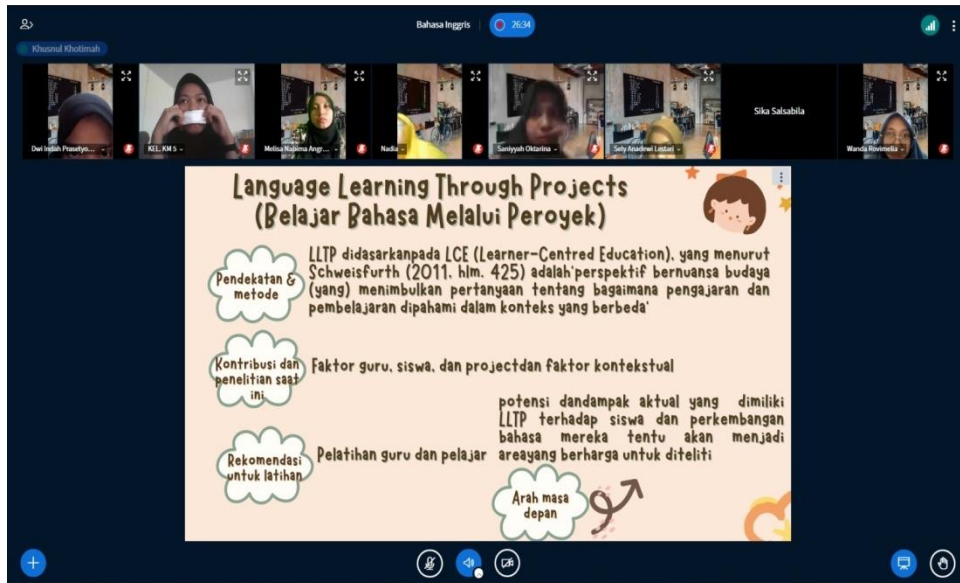 Bahasa Inggris
26:34
Khusnul Khotimah
Dwi Indah Prasetyo...
KEL. KM 5
Melisa Nabima Angr...
Nadia
Saniyyah Oktarina
Sely Anadewi Lestari
Sika Salsabila
Wanda Rovimelia
Language Learning Through Projects
(Belajar Bahasa Melalui Peroyek)
Pendekatan &
metode
LLTP didasarkanpada LCE (Learner-Centred Education), yang menurut
Schweisfurth (2011. hlm. 425) adalah'perspektif bernuansa budaya
(yang) menimbulkan pertanyaan tentang bagaimana pengajaran dan
pembelajaran dipahami dalam konteks yang berbeda'
Kontribusi dan
penelitian saat
ini
Faktor guru, siswa, dan projectdan faktor kontekstual
Rekomendasi
untuk latihan
Pelatihan guru dan pelajar
potensi dandampak aktual yang dimiliki
LLTP terhadap siswa dan perkembangan
bahasa mereka tentu akan menjadi
areayang berharga untuk diteliti
Arah masa
depan